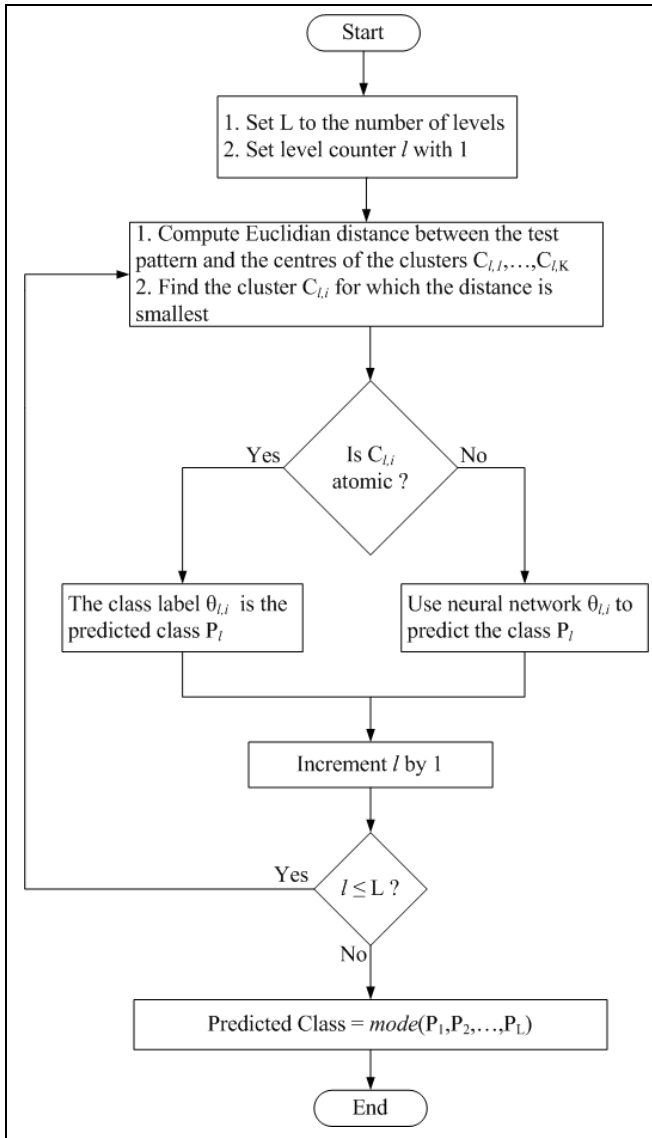 Start
1. Set L to the number of levels
2. Set level counter l with 1
1. Compute Euclidian distance between the test
pattern and the centres of the clusters Cl,1,…,Cl,K
2. Find the cluster Cl,i for which the distance is
smallest
Yes
Is Cl,i
atomic ?
No
The class label θl,i is the
predicted class Pl
Use neural network θl,i to
predict the class Pl
Increment l by 1
Yes
l ≤ L ?
No
Predicted Class = mode(P1,P2,…,PL)
End